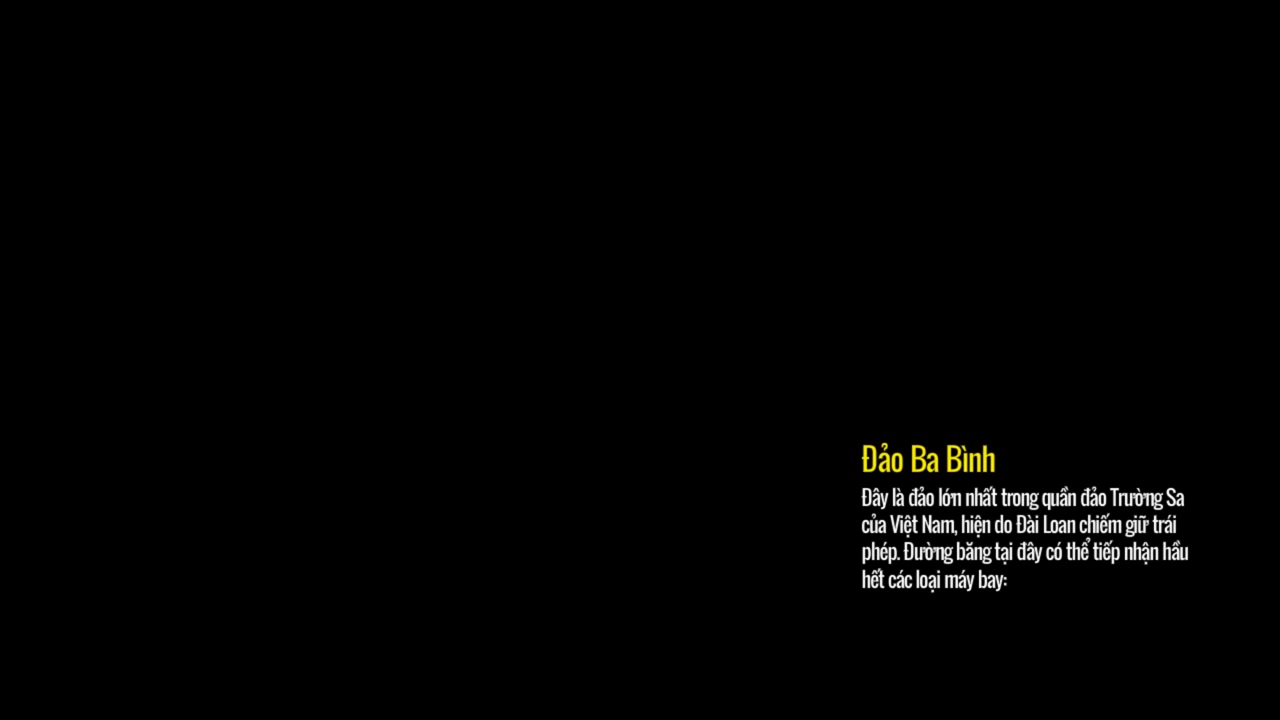 Đảo Ba Bình
Đây là đảo lớn nhất trong quần đảo Trường Sa
của Việt Nam, hiện do Đài Loan chiếm giữ trái
phép. Đường băng tại đây có thể tiếp nhận hầu
hết các loại máy bay: